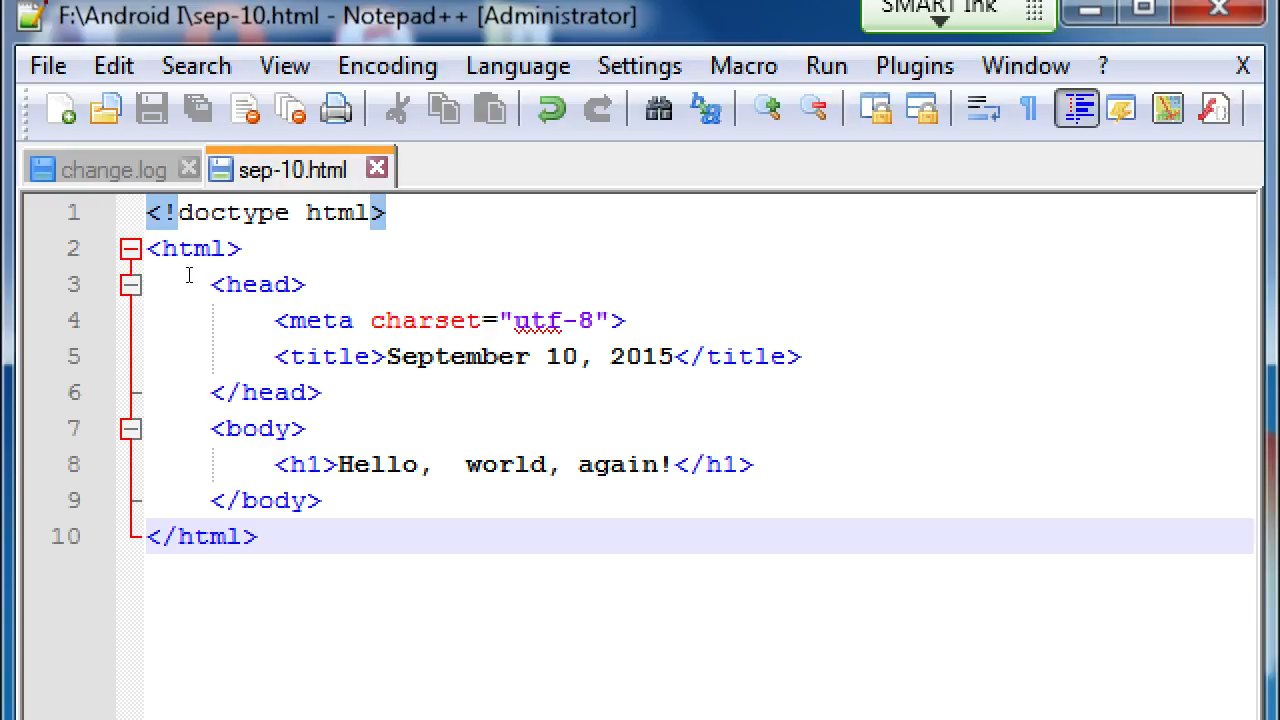 F:\Android I\sep-10.html - Notepad++ [Administrator]
SMART Ink
File Edit Search View Encoding Language Settings Macro Run Plugins Window ? X
change.log sep-10.html
1 <!doctype html>
2 <html>
3 <head>
4 <meta charset="utf-8">
5 <title>September 10, 2015</title>
6 </head>
7 <body>
8 <h1>Hello,  world, again!</h1>
9 </body>
10 </html>